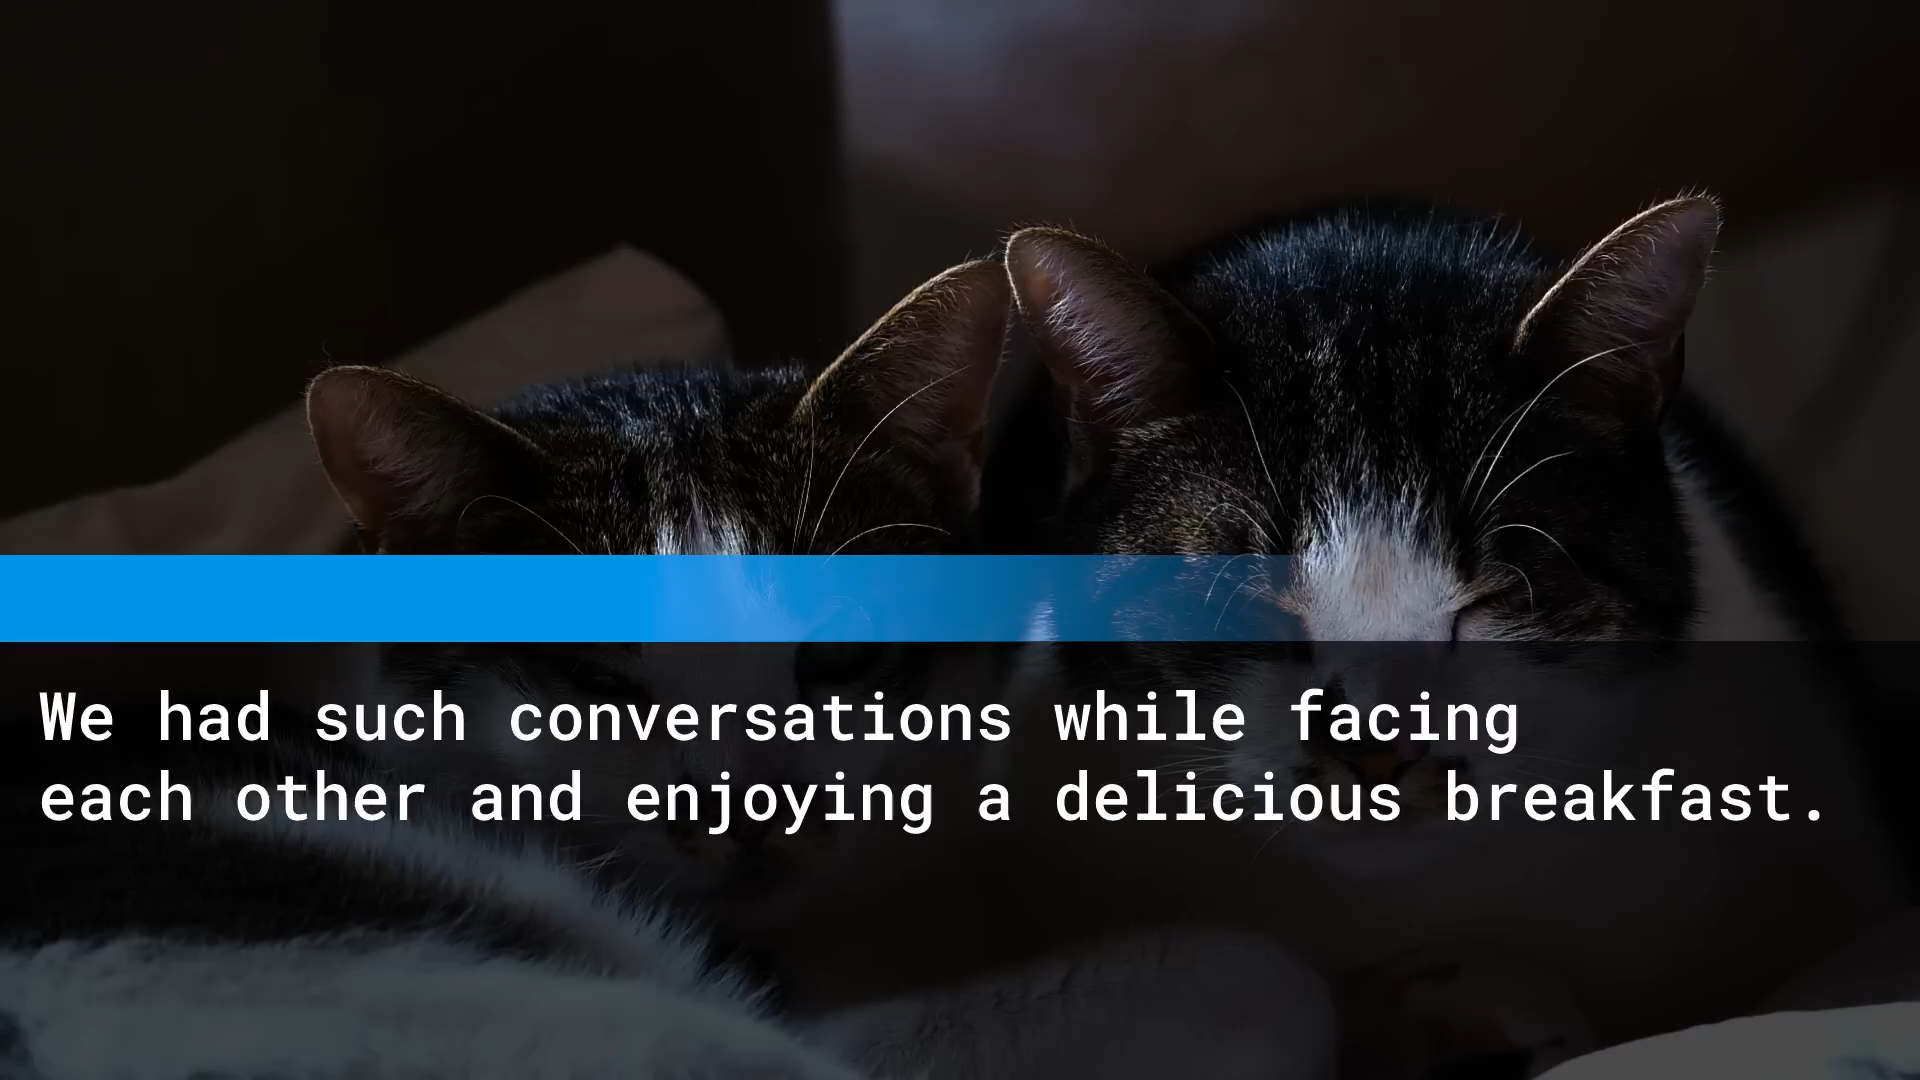 We had such conversations while facing
each other and enjoying a delicious breakfast.